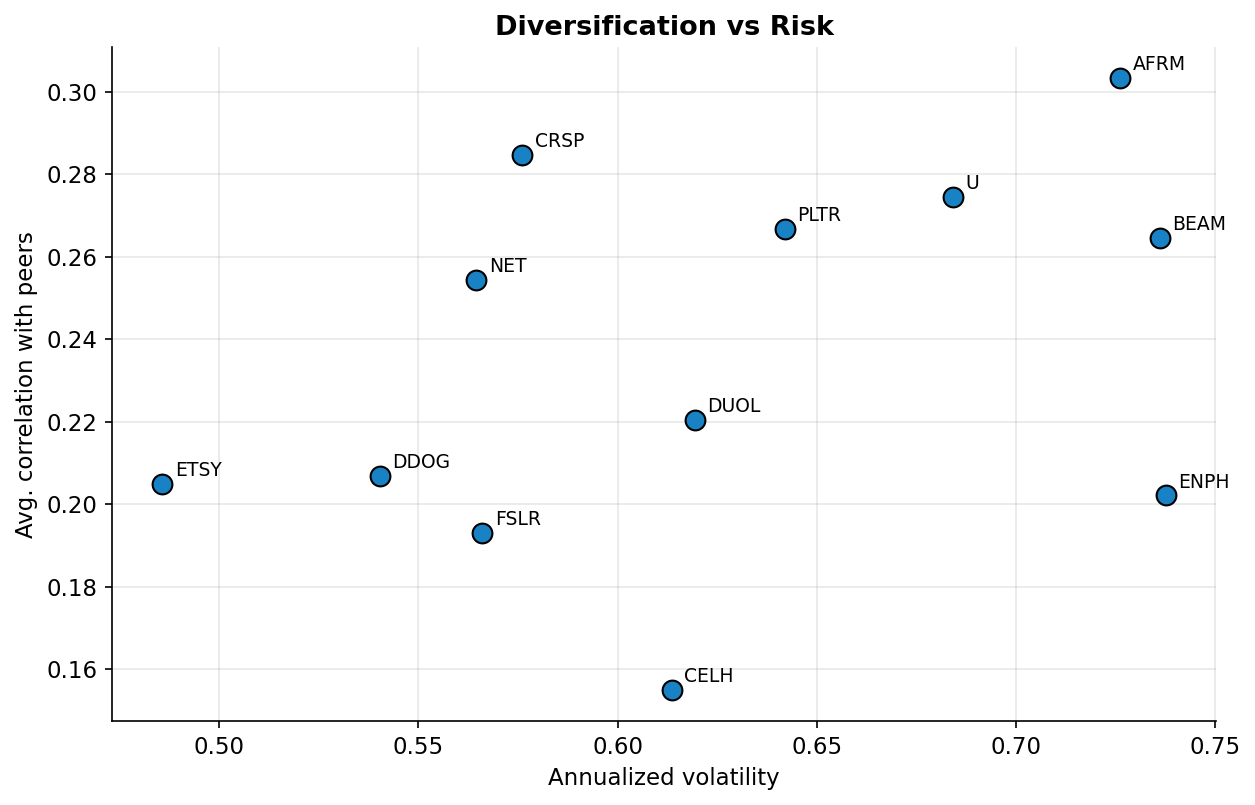 Diversification vs Risk
Avg. correlation with peers
0.30
0.28
0.26
0.24
0.22
0.20
0.18
0.16
AFRM
CRSP
U
PLTR
BEAM
NET
DUOL
ETSY
DDOG
ENPH
FSLR
CELH
0.50 0.55 0.60 0.65 0.70 0.75
Annualized volatility